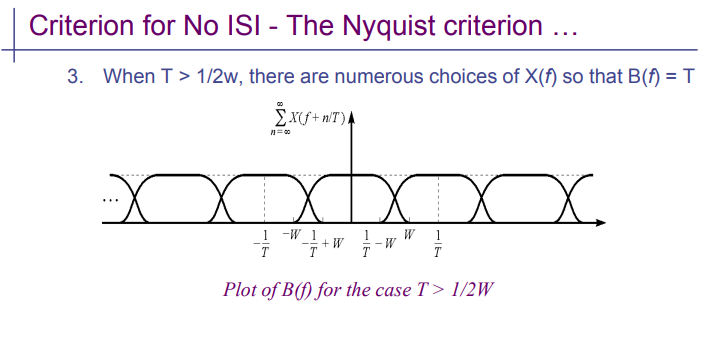 Criterion for No ISI - The Nyquist criterion ...
3. When T > 1/2w, there are numerous choices of X(f) so that B(f) = T
∞
∑ X(f + n/T)
n=∞
...
-1/T -W -1/T + W 1/T - W W 1/T
Plot of B(f) for the case T > 1/2W